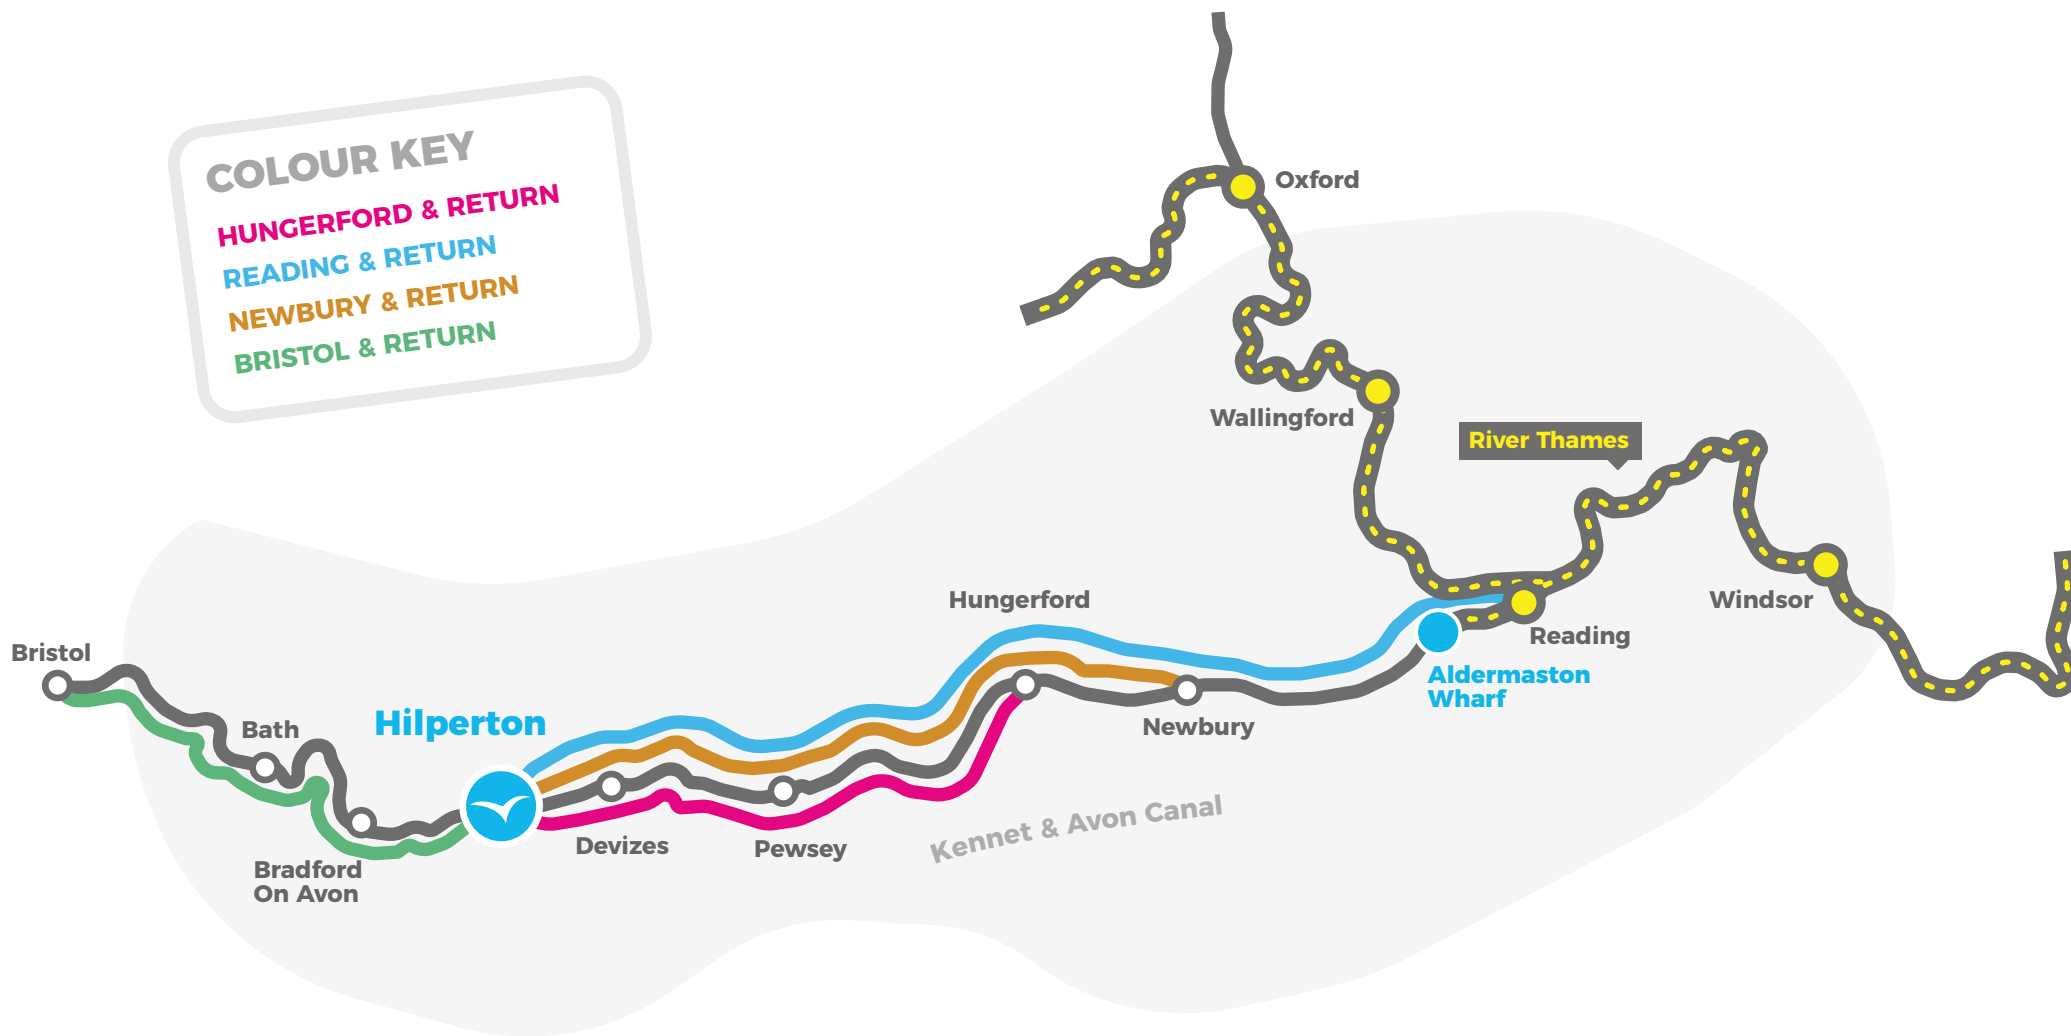 COLOUR KEY
HUNGERFORD & RETURN
READING & RETURN
NEWBURY & RETURN
BRISTOL & RETURN
Oxford
Wallingford
River Thames
Windsor
Hungerford
Reading
Bristol
Aldermaston
Wharf
Bath
Hilperton
Newbury
Kennet & Avon Canal
Devizes
Pewsey
Bradford
On Avon